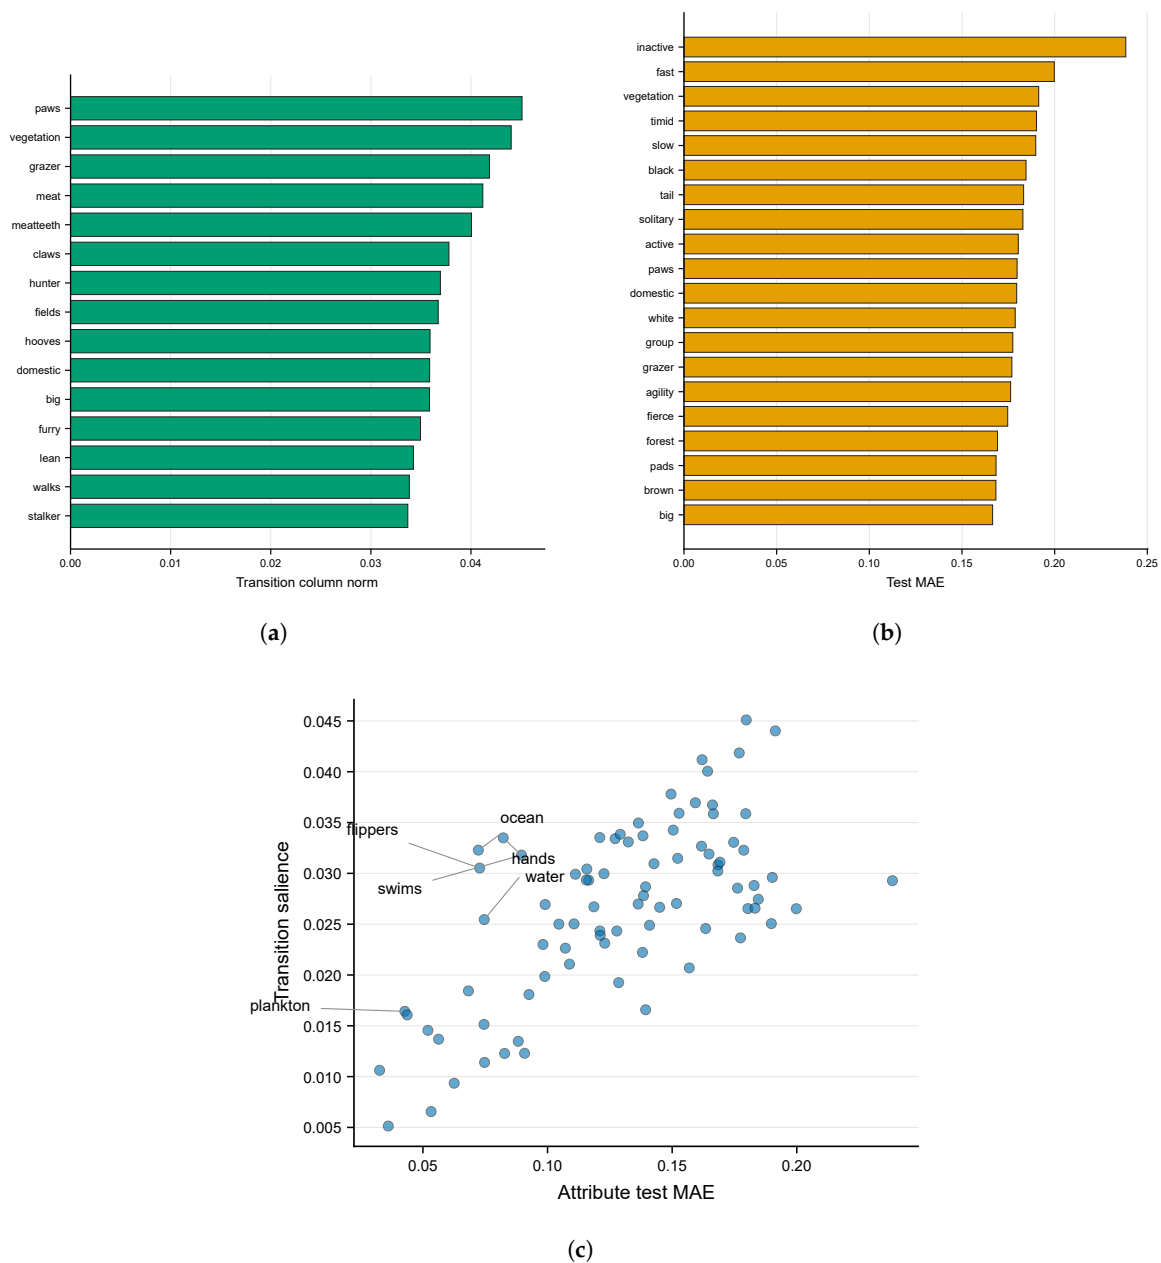 paws
vegetation
grazer
meat
meatteeth
claws
hunter
fields
hooves
domestic
big
furry
lean
walks
stalker
0.00 0.01 0.02 0.03 0.04
Transition column norm
(a)
inactive
fast
vegetation
timid
slow
black
tail
solitary
active
paws
domestic
white
group
grazer
agility
fierce
forest
pads
brown
big
0.00 0.05 0.10 0.15 0.20 0.25
Test MAE
(b)
0.045
0.040
0.035
0.030
0.025
0.020
0.015
0.010
0.005
Transition salience
ocean
flippers
hands
water
swims
plankton
0.05 0.10 0.15 0.20
Attribute test MAE
(c)